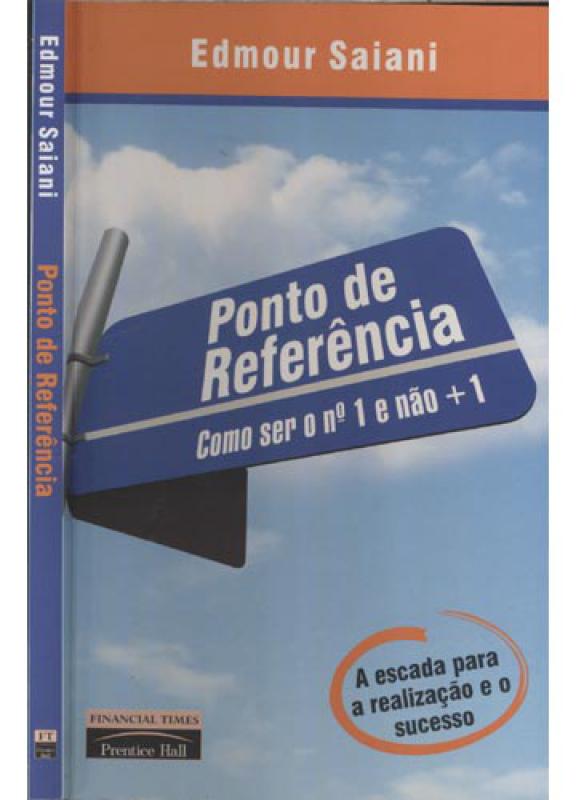 Edmour Saiani
Ponto de Referência
FT
Edmour Saiani
Ponto de
Referência
Como ser o nº 1 e não + 1
A escada para
a realização e o
sucesso
FINANCIAL TIMES
Prentice Hall